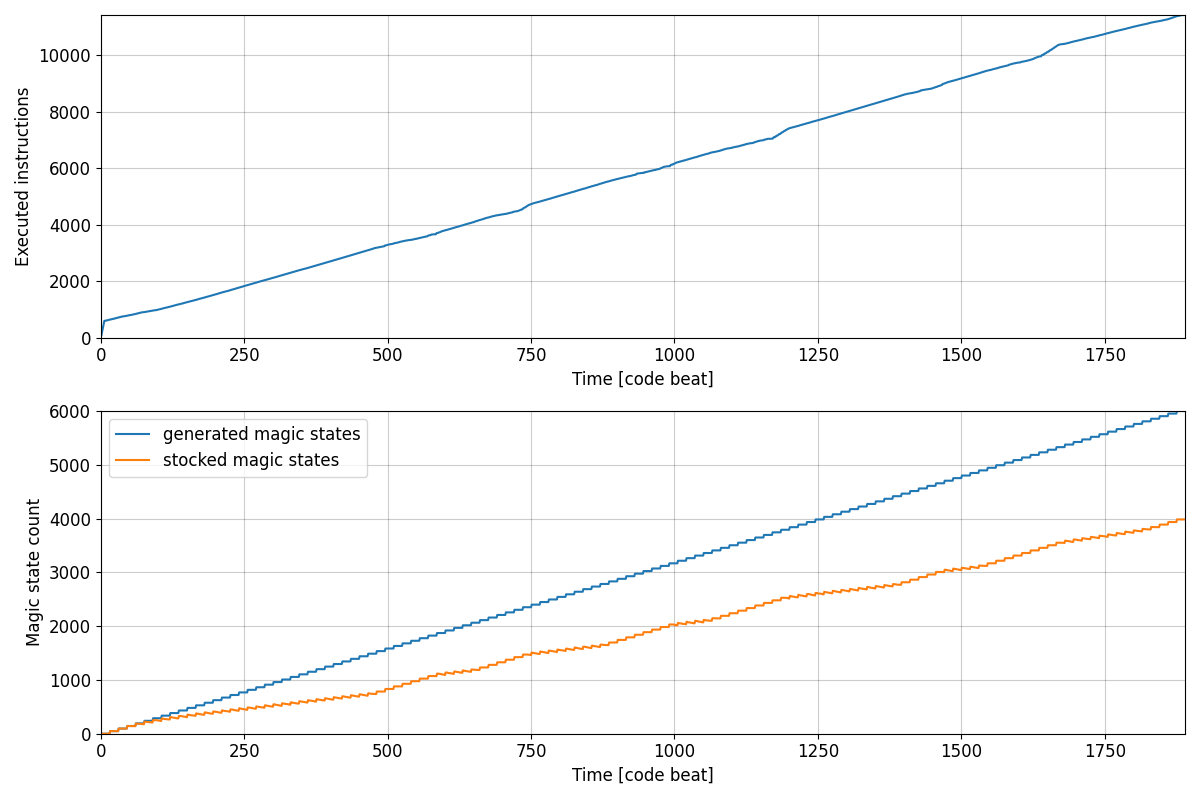 Executed instructions
10000
8000
6000
4000
2000
0
0 250 500 750 1000 1250 1500 1750
Time [code beat]
Magic state count
6000
5000
4000
3000
2000
1000
0
generated magic states
stocked magic states
0 250 500 750 1000 1250 1500 1750
Time [code beat]